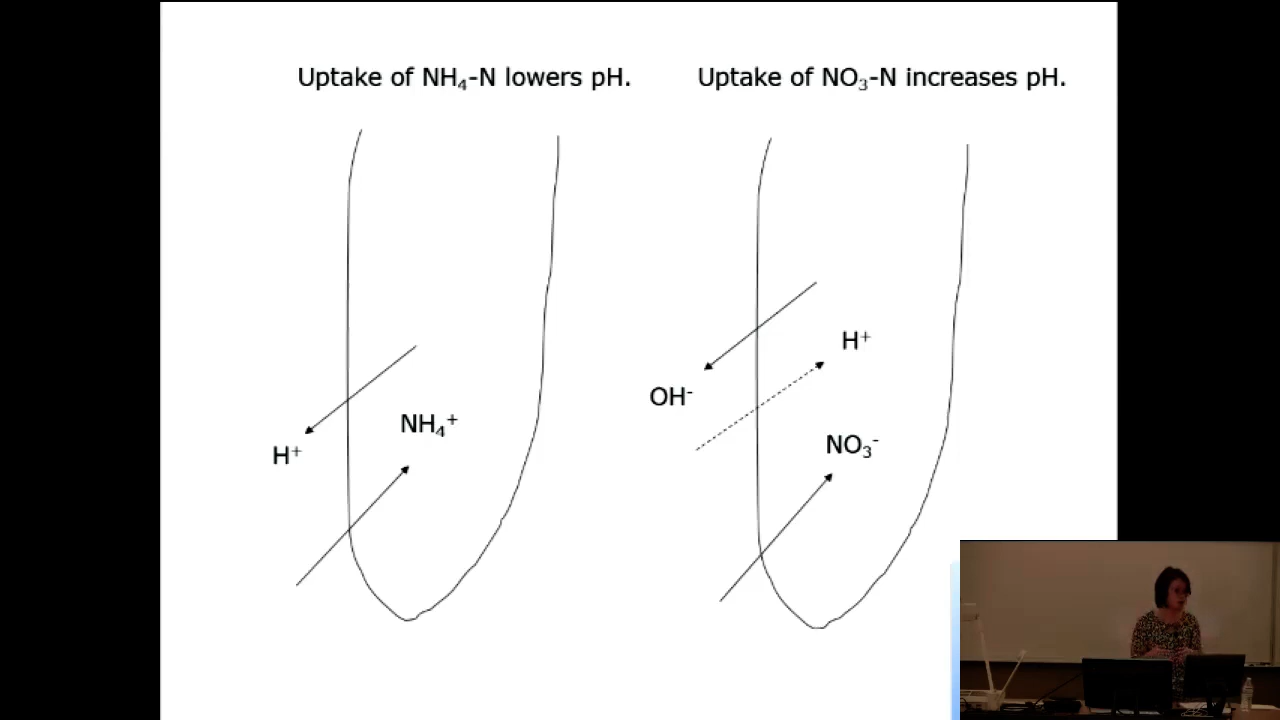 Uptake of NH₄-N lowers pH.
Uptake of NO₃-N increases pH.
H⁺
NH₄⁺
OH⁻
H⁺
NO₃⁻